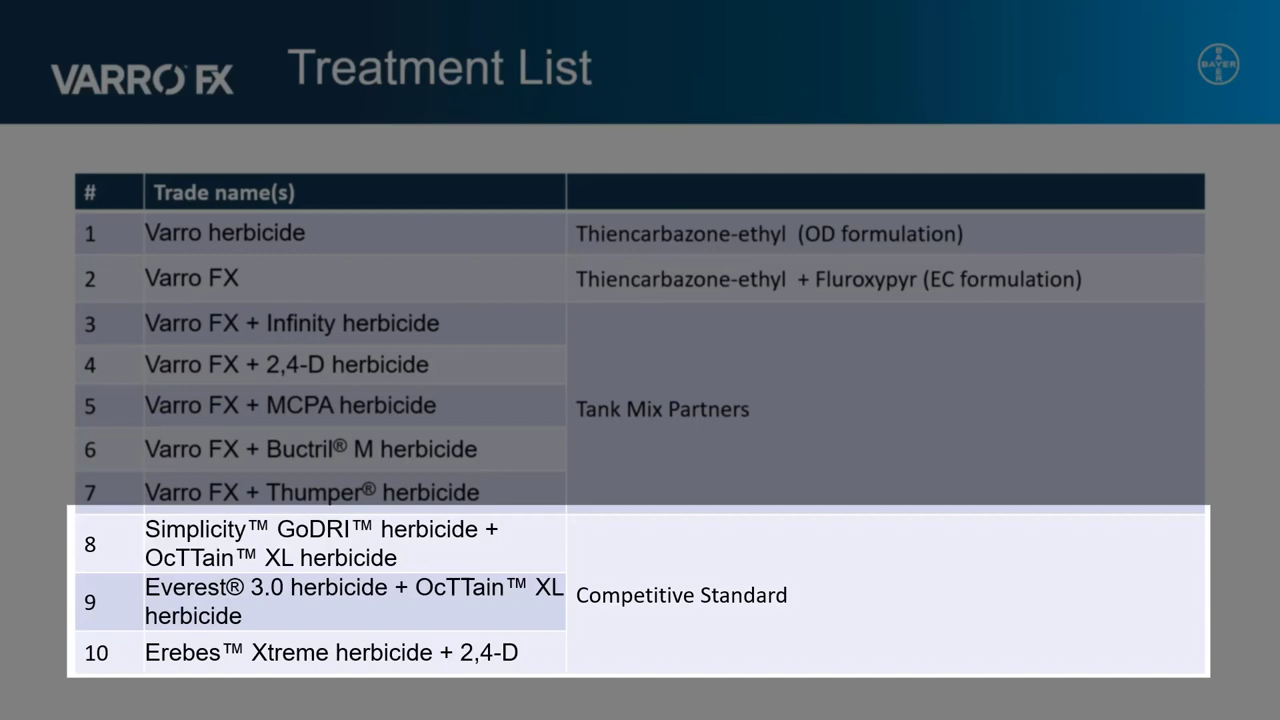 VARRO FX
Treatment List
BAYER
BAYER
# Trade name(s)
1 Varro herbicide Thiencarbazone-ethyl (OD formulation)
2 Varro FX Thiencarbazone-ethyl + Fluroxypyr (EC formulation)
3 Varro FX + Infinity herbicide
4 Varro FX + 2,4-D herbicide
5 Varro FX + MCPA herbicide
Tank Mix Partners
6 Varro FX + Buctril® M herbicide
7 Varro FX + Thumper® herbicide
8 Simplicity™ GoDRI™ herbicide +
OcTTain™ XL herbicide
9 Everest® 3.0 herbicide + OcTTain™ XL
herbicide
Competitive Standard
10 Erebes™ Xtreme herbicide + 2,4-D